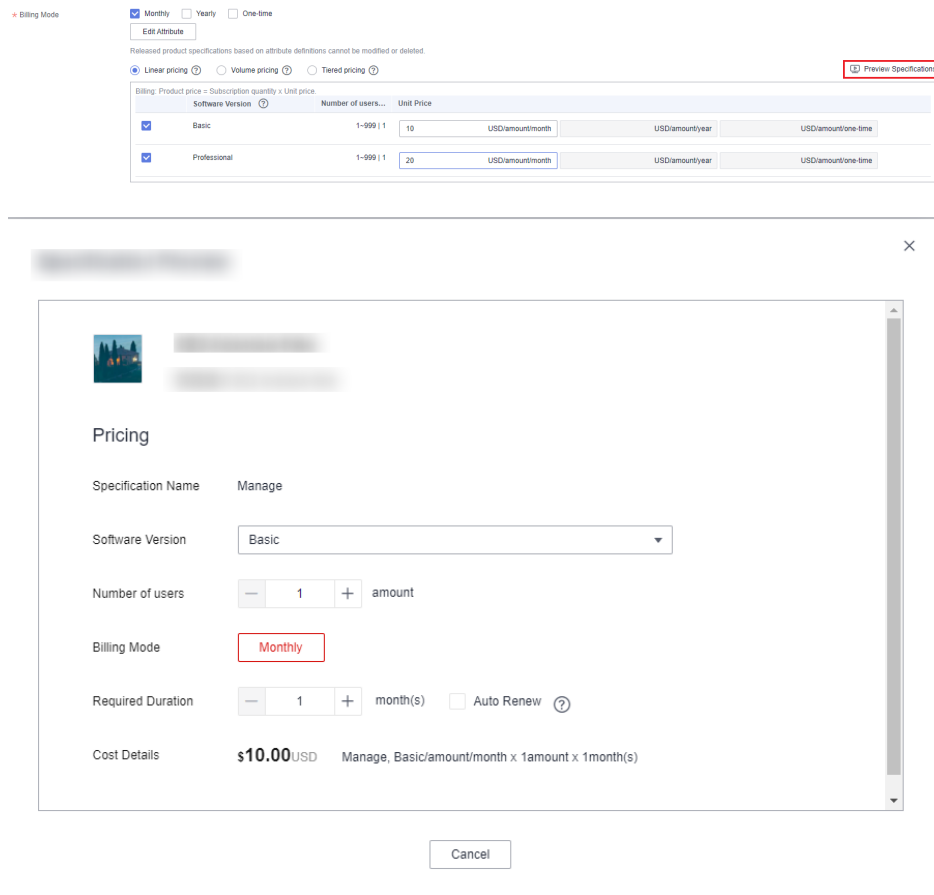 * Billing Mode Monthly Yearly One-time
Edit Attribute
Released product specifications based on attribute definitions cannot be modified or deleted.
Linear pricing ? Volume pricing ? Tiered pricing ? Preview Specifications
Billing: Product price = Subscription quantity x Unit price.
Software Version ? Number of users... Unit Price
Basic 1~999 | 1 10 USD/amount/month USD/amount/year USD/amount/one-time
Professional 1~999 | 1 20 USD/amount/month USD/amount/year USD/amount/one-time
Pricing
Specification Name Manage
Software Version Basic
Number of users 1 amount
Billing Mode Monthly
Required Duration 1 month(s) Auto Renew ?
Cost Details $10.00USD Manage, Basic/amount/month x 1amount x 1month(s)
Cancel